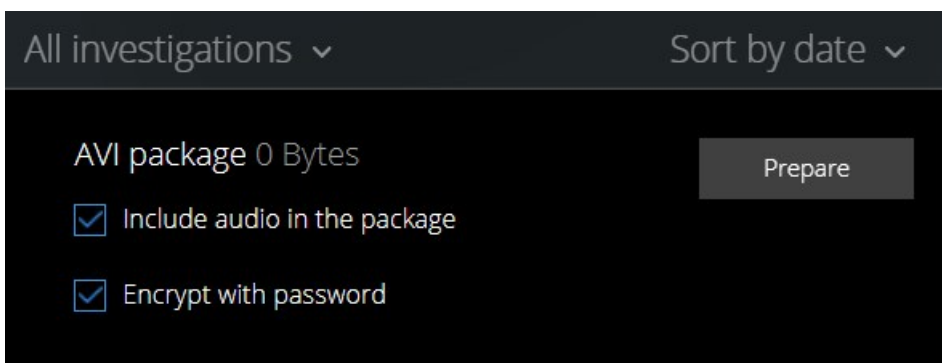 All investigations
Sort by date
AVI package 0 Bytes
Prepare
Include audio in the package
Encrypt with password